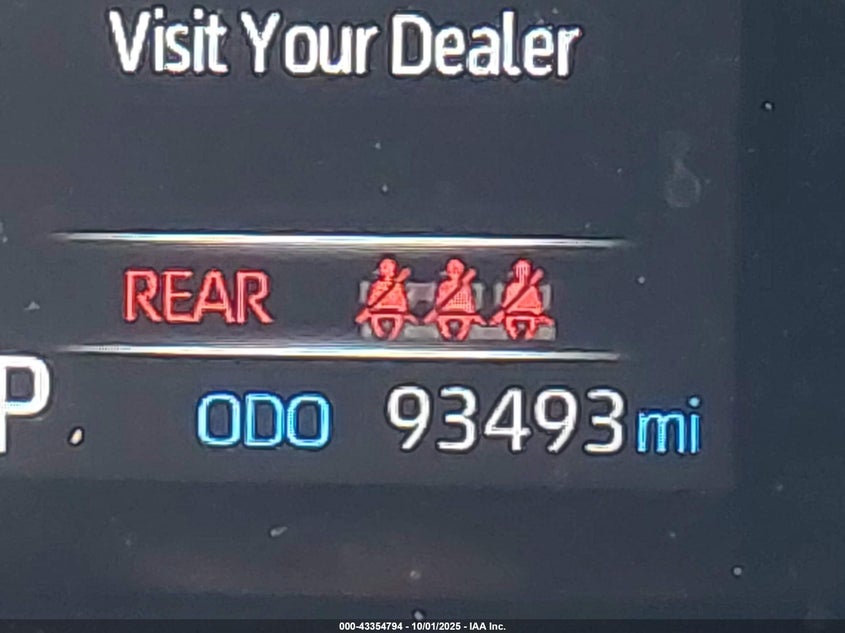 Visit Your Dealer
REAR
P
ODO 93493 mi
000-43354794 - 10/01/2025 - IAA Inc.